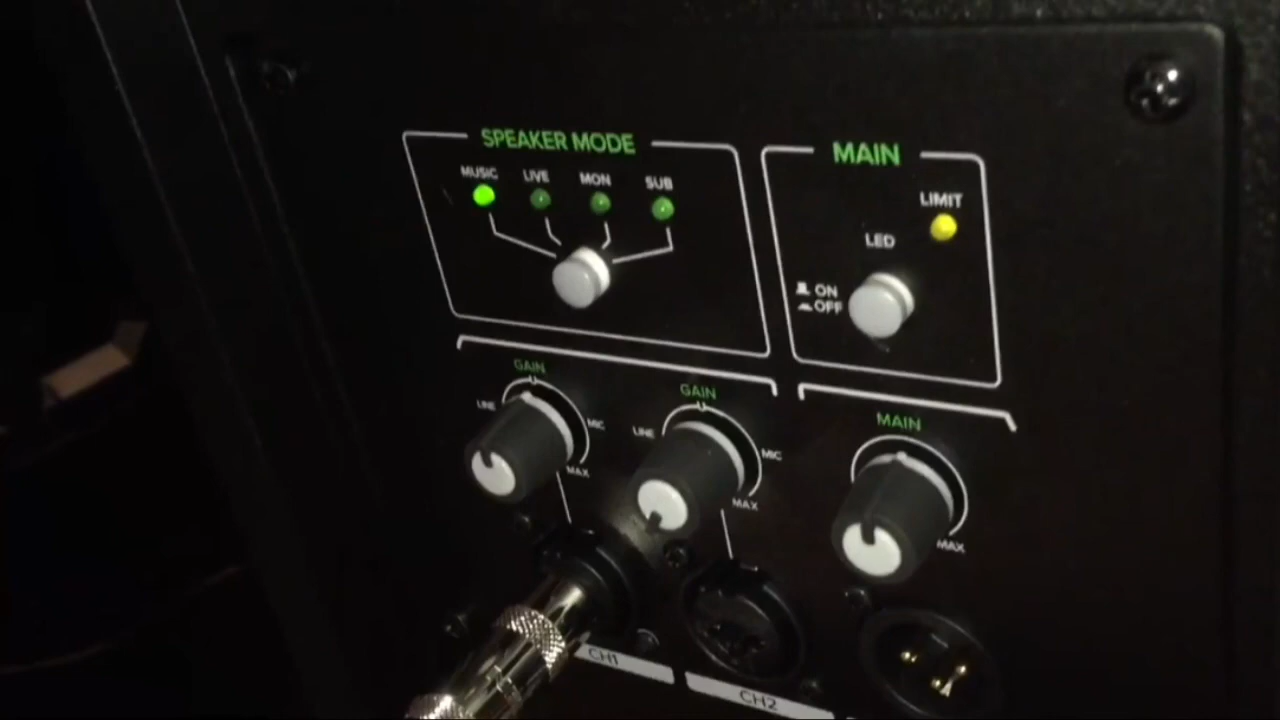 SPEAKER MODE
MUSIC LIVE MON SUB
MAIN
LIMIT
LED
ON
OFF
GAIN
LINE
MIC
MAX
GAIN
LINE
MIC
MAX
MAIN
MAX
CH1
CH2